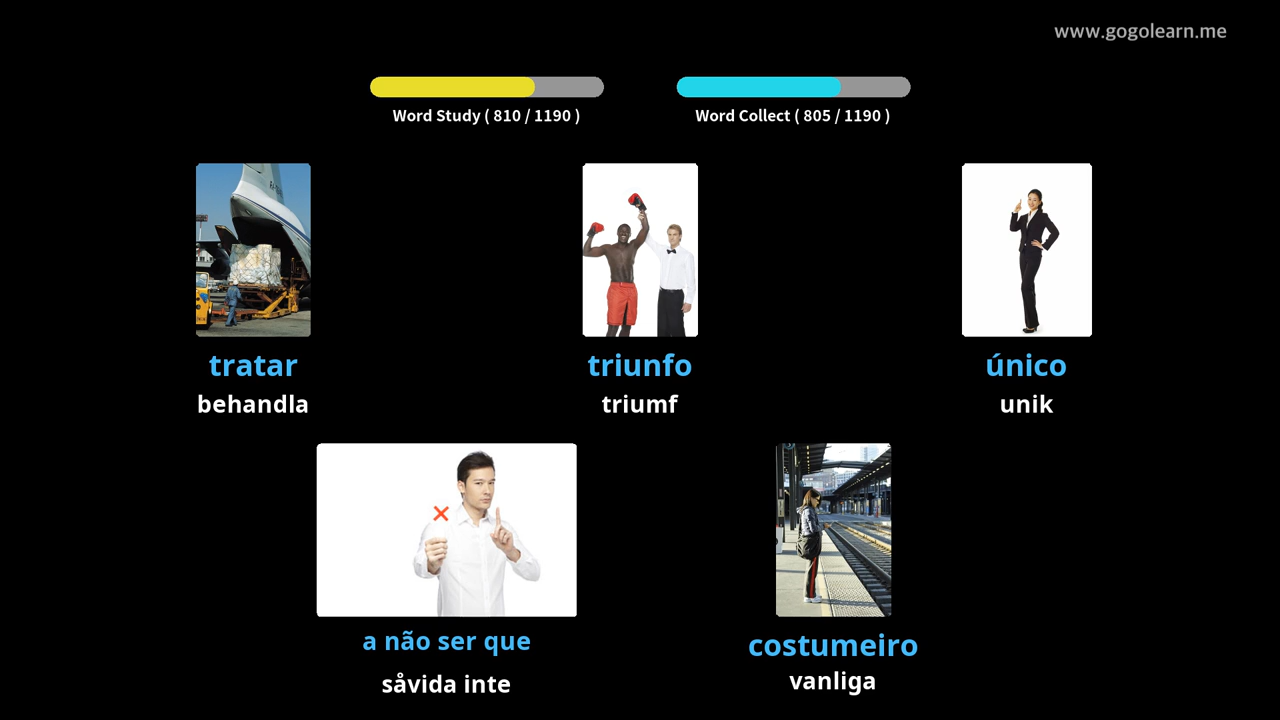 www.gogolearn.me
Word Study ( 810 / 1190 )
Word Collect ( 805 / 1190 )
tratar
behandla
triunfo
triumf
único
unik
a não ser que
såvida inte
costumeiro
vanliga